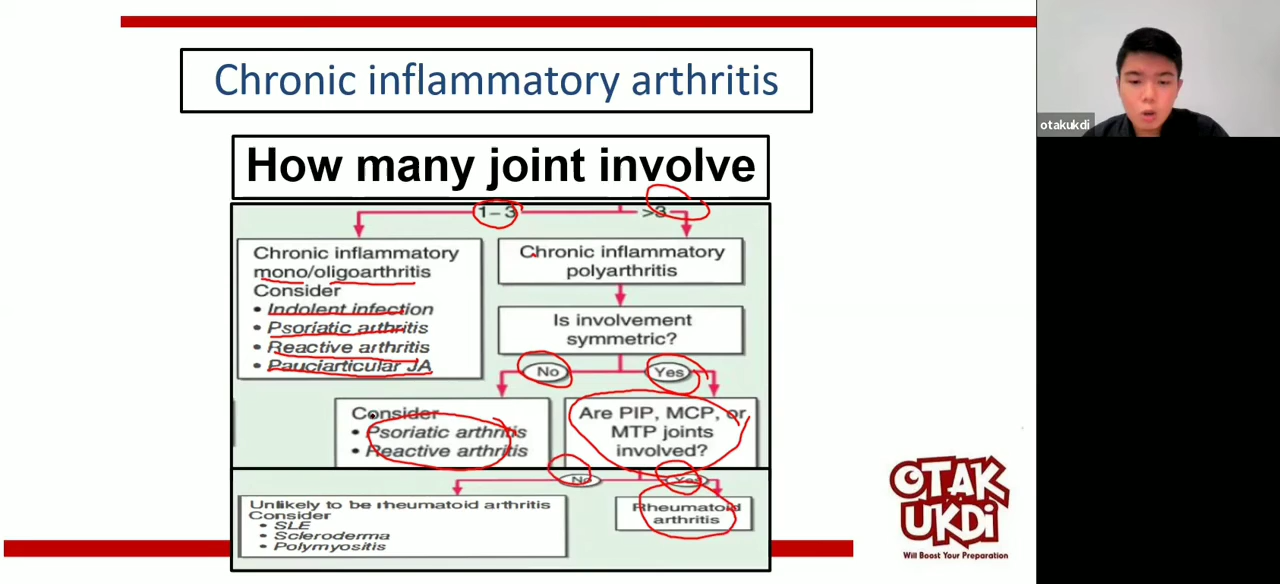 Chronic inflammatory arthritis
otakukdi
How many joint involve
1-3
>3
Chronic inflammatory
mono/oligoarthritis
Consider
• Indolent infection
• Psoriatic arthritis
• Reactive arthritis
• Pauciarticular JA
Chronic inflammatory
polyarthritis
Is involvement
symmetric?
No
Yes
Consider
• Psoriatic arthritis
• Reactive arthritis
Are PIP, MCP, or
MTP joints
involved?
No
Yes
Unlikely to be rheumatoid arthritis
Consider
• SLE
• Scleroderma
• Polymyositis
Rheumatoid
arthritis
OTAK
UKDi
Will Boost Your Preparation